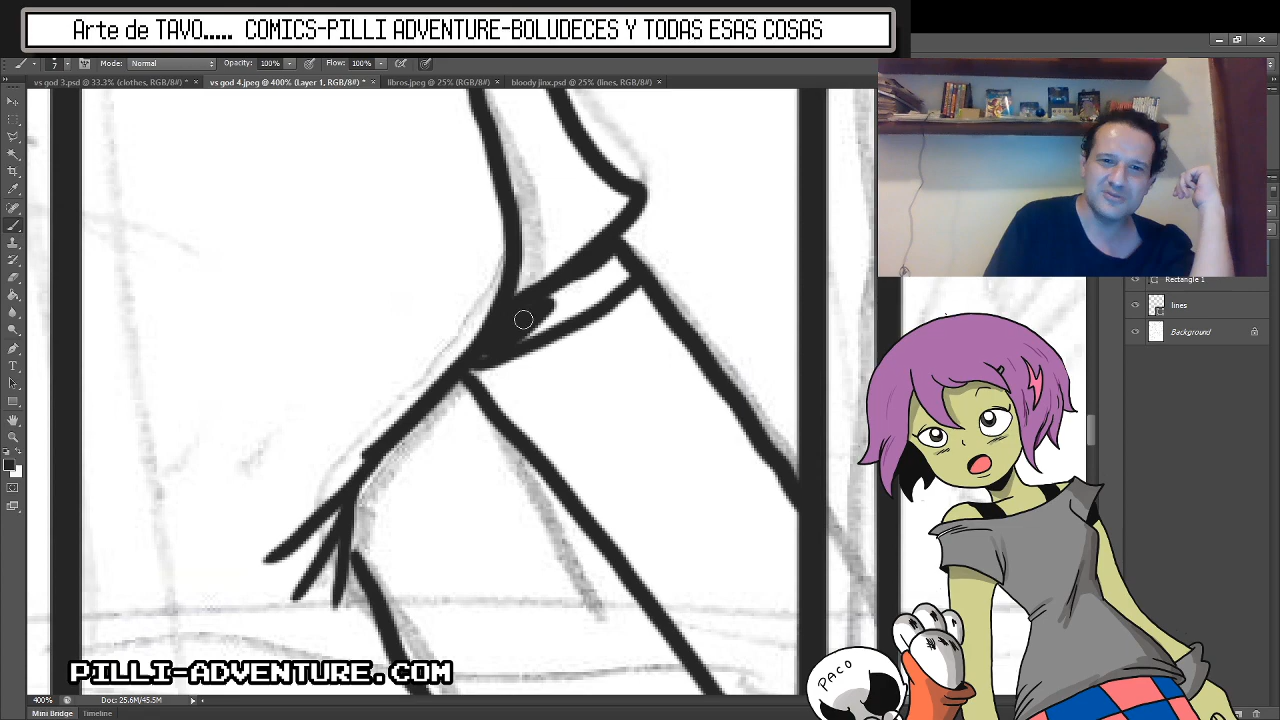 Arte de TAVO..... COMICS-PILLI ADVENTURE-BOLUDECES Y TODAS ESAS COSAS
7 Mode: Normal Opacity: 100% Flow: 100%
vs god 3.psd @ 33.3% (clothes, RGB/8#) * × vs god 4.jpeg @ 400% (Layer 1, RGB/8#) * × libros.jpeg @ 25% (RGB/8#) × bloody jinx.psd @ 25% (lines, RGB/8#) ×
Rectangle 1
lines
Background
PACO
PILLI-ADVENTURE.COM
400% Doc: 25.6M/45.5M
Mini Bridge Timeline